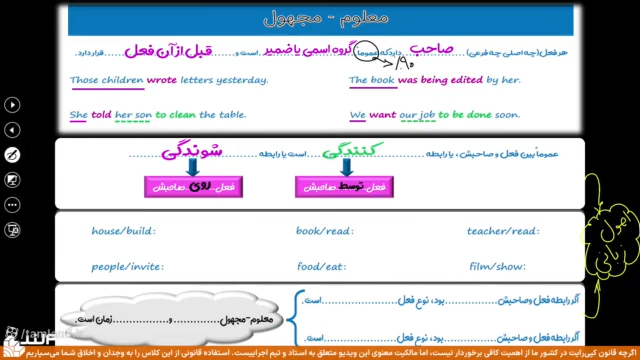 معلوم - مجهول
هر فعل (چه اصلی چه فرعی) صاحب دارد که عموماً گروه اسمی یا ضمیر است و قبل از آن فعل قرار دارد.
۹۰٪
Those children wrote letters yesterday. The book was being edited by her.
She told her son to clean the table. We want our job to be done soon.
عموماً بین فعل و صاحبش، یا رابطه کنندگی است یا رابطه شوندگی
فعل توسط صاحبش
فعل روی صاحبش
اصول
house/build: book/read: teacher/read:
people/invite: food/eat: film/show:
اگر رابطه فعل و صاحبش .................. بود، نوع فعل .................. است.
معلوم-مجهول .................. و .................. زمان است.
اگر رابطه فعل و صاحبش .................. بود، نوع فعل .................. است.
اگرچه قانون کپی‌رایت در کشور ما از اهمیت کافی برخوردار نیست، اما مالکیت معنوی این ویدیو متعلق به استاد و تیم اجراییست. استفاده قانونی از این کلاس را به وجدان و اخلاق شما می‌سپاریم